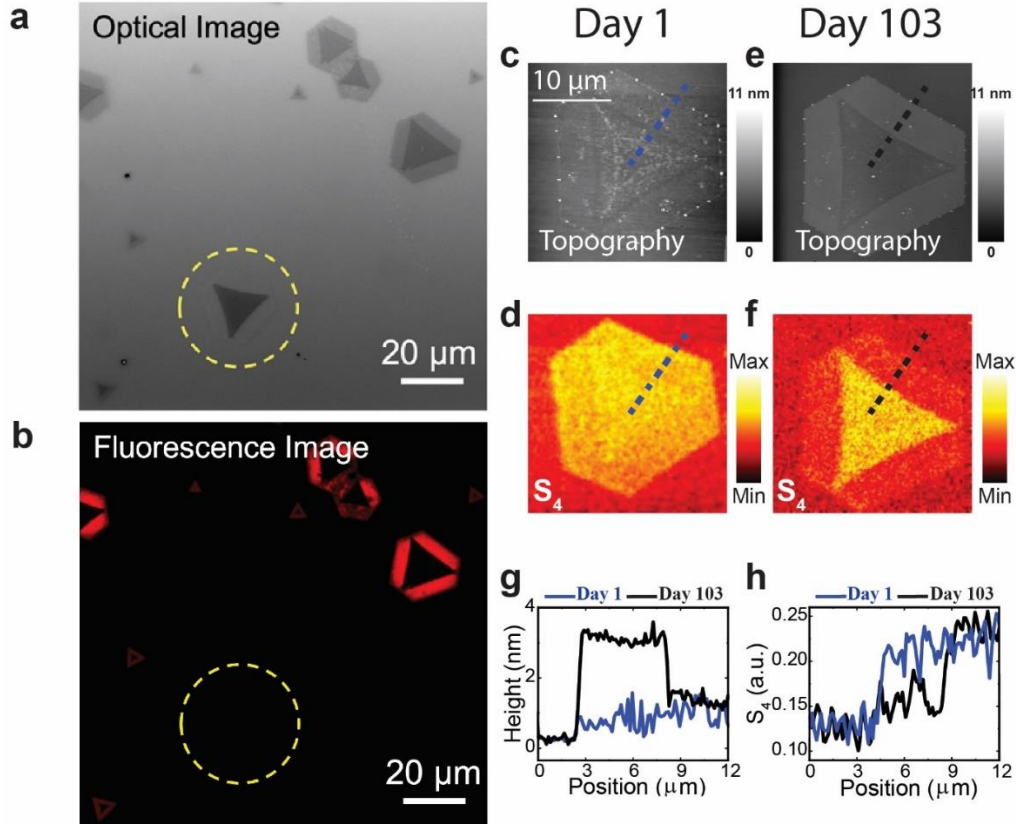 a
Optical Image
20 μm
b
Fluorescence Image
20 μm
Day 1
Day 103
c
10 μm
Topography
11 nm
0
e
Topography
11 nm
0
d
S4
Max
Min
f
S4
Max
Min
g
Day 1 Day 103
Height (nm)
4
2
0
0 3 6 9 12
Position (μm)
h
Day 1 Day 103
S4 (a.u.)
0.25
0.20
0.15
0.10
0 3 6 9 12
Position (μm)